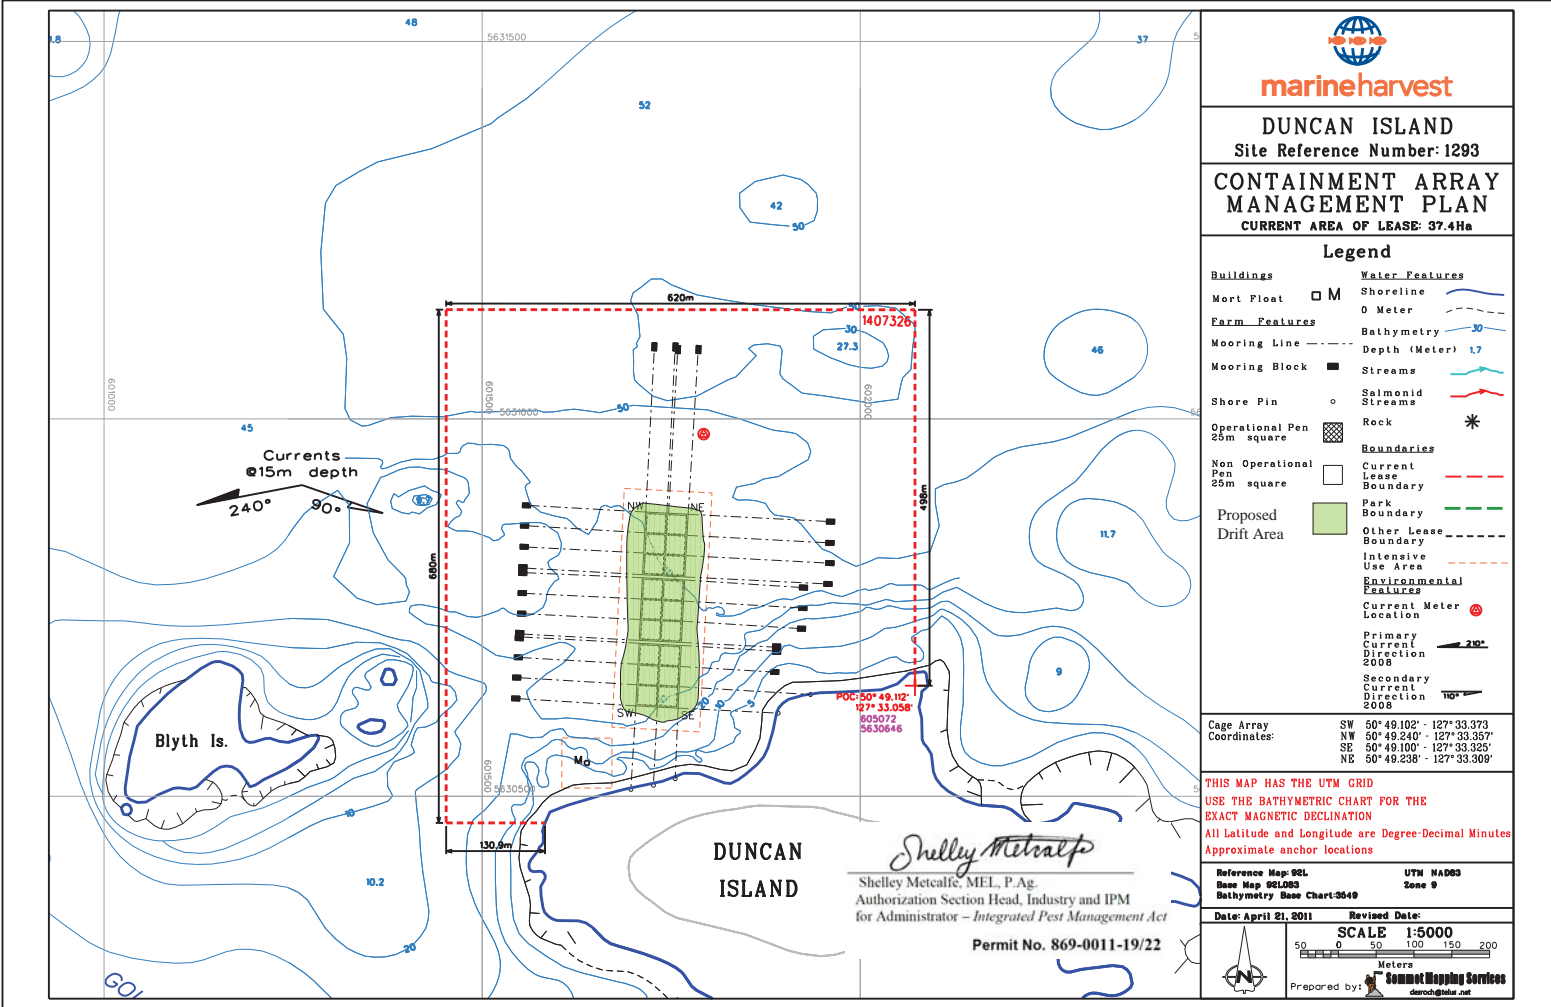 48
1.8
5631500
37
52
42
50
620m
50
1407326
30
27.3
46
601000
601500
5631000
602000
50
45
Currents
@15m depth
240°
90°
498m
680m
NW
NE
11.7
9
SW
SE
20
10
5
POC: 50° 49.112'
127° 33.058'
605072
5630646
Blyth Is.
M
601500
5630500
10
130.9m
10.2
20
DUNCAN
ISLAND
Shelley Metcalfe
Shelley Metcalfe, MEL, P.Ag.
Authorization Section Head, Industry and IPM
for Administrator – Integrated Pest Management Act
Permit No. 869-0011-19/22
marineharvest
DUNCAN ISLAND
Site Reference Number: 1293
CONTAINMENT ARRAY
MANAGEMENT PLAN
CURRENT AREA OF LEASE: 37.4Ha
Legend
Buildings
Mort Float M
Farm Features
Mooring Line
Mooring Block
Shore Pin
Operational Pen
25m square
Non Operational
Pen
25m square
Proposed
Drift Area
Water Features
Shoreline
0 Meter
Bathymetry 30
Depth (Meter) 1.7
Streams
Salmonid
Streams
Rock
Boundaries
Current
Lease
Boundary
Park
Boundary
Other Lease
Boundary
Intensive
Use Area
Environmental
Features
Current Meter
Location
Primary
Current
Direction
2008
210°
Secondary
Current
Direction
2008
110°
Cage Array
Coordinates:
SW 50° 49.102' - 127° 33.373
NW 50° 49.240' - 127° 33.357'
SE 50° 49.100' - 127° 33.325'
NE 50° 49.238' - 127° 33.309'
THIS MAP HAS THE UTM GRID
USE THE BATHYMETRIC CHART FOR THE
EXACT MAGNETIC DECLINATION
All Latitude and Longitude are Degree-Decimal Minutes
Approximate anchor locations
Reference Map: 92L UTM NAD83
Base Map 92L083 Zone 9
Bathymetry Base Chart:3549
Date: April 21, 2011 Revised Date:
SCALE 1:5000
50 0 50 100 150 200
Meters
N
Prepared by: Sommet Mapping Services
desroch@telus.net